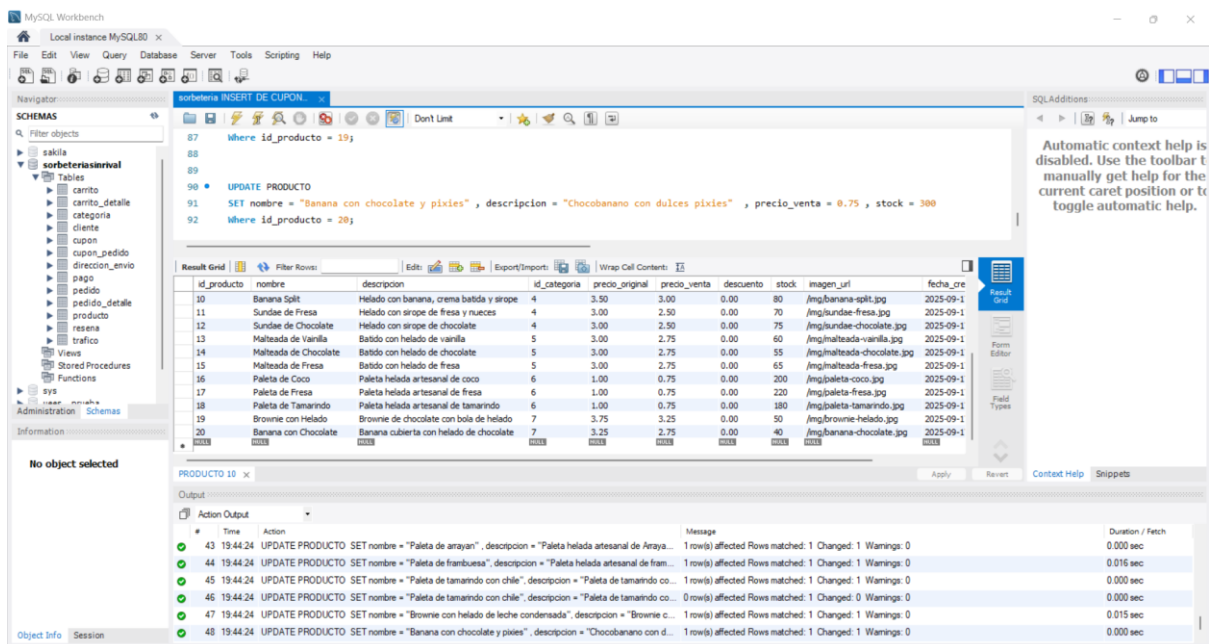 MySQL Workbench
Local instance MySQL80 ×
File Edit View Query Database Server Tools Scripting Help
Navigator
SCHEMAS
Filter objects
sakila
sorbeteriasinrival
Tables
carrito
carrito_detalle
categoria
cliente
cupon
cupon_pedido
direccion_envio
pago
pedido
pedido_detalle
producto
resena
trafico
Views
Stored Procedures
Functions
sys
Administration Schemas
Information
No object selected
Object Info Session
sorbeteria INSERT DE CUPON... ×
Don't Limit
87 Where id_producto = 19;
88
89
90 UPDATE PRODUCTO
91 SET nombre = "Banana con chocolate y pixies" , descripcion = "Chocobanano con dulces pixies" , precio_venta = 0.75 , stock = 300
92 Where id_producto = 20;
Result Grid Filter Rows: Edit: Export/Import: Wrap Cell Content:
id_producto nombre descripcion id_categoria precio_original precio_venta descuento stock imagen_url fecha_cre
10 Banana Split Helado con banana, crema batida y sirope 4 3.50 3.00 0.00 80 /img/banana-split.jpg 2025-09-1
11 Sundae de Fresa Helado con sirope de fresa y nueces 4 3.00 2.50 0.00 70 /img/sundae-fresa.jpg 2025-09-1
12 Sundae de Chocolate Helado con sirope de chocolate 4 3.00 2.50 0.00 75 /img/sundae-chocolate.jpg 2025-09-1
13 Malteada de Vainilla Batido con helado de vainilla 5 3.00 2.75 0.00 60 /img/malteada-vainilla.jpg 2025-09-1
14 Malteada de Chocolate Batido con helado de chocolate 5 3.00 2.75 0.00 55 /img/malteada-chocolate.jpg 2025-09-1
15 Malteada de Fresa Batido con helado de fresa 5 3.00 2.75 0.00 65 /img/malteada-fresa.jpg 2025-09-1
16 Paleta de Coco Paleta helada artesanal de coco 6 1.00 0.75 0.00 200 /img/paleta-coco.jpg 2025-09-1
17 Paleta de Fresa Paleta helada artesanal de fresa 6 1.00 0.75 0.00 220 /img/paleta-fresa.jpg 2025-09-1
18 Paleta de Tamarindo Paleta helada artesanal de tamarindo 6 1.00 0.75 0.00 180 /img/paleta-tamarindo.jpg 2025-09-1
19 Brownie con Helado Brownie de chocolate con bola de helado 7 3.75 3.25 0.00 50 /img/brownie-helado.jpg 2025-09-1
20 Banana con Chocolate Banana cubierta con helado de chocolate 7 3.25 2.75 0.00 40 /img/banana-chocolate.jpg 2025-09-1
NULL NULL NULL NULL NULL NULL NULL NULL NULL NULL
Result Grid
Form Editor
Field Types
PRODUCTO 10 × Apply Revert
Output
Action Output
# Time Action Message Duration / Fetch
43 19:44:24 UPDATE PRODUCTO SET nombre = "Paleta de arrayan" , descripcion = "Paleta helada artesanal de Arraya... 1 row(s) affected Rows matched: 1 Changed: 1 Warnings: 0 0.000 sec
44 19:44:24 UPDATE PRODUCTO SET nombre = "Paleta de frambuesa", descripcion = "Paleta helada artesanal de fram... 1 row(s) affected Rows matched: 1 Changed: 1 Warnings: 0 0.016 sec
45 19:44:24 UPDATE PRODUCTO SET nombre = "Paleta de tamarindo con chile", descripcion = "Paleta de tamarindo co... 1 row(s) affected Rows matched: 1 Changed: 1 Warnings: 0 0.000 sec
46 19:44:24 UPDATE PRODUCTO SET nombre = "Paleta de tamarindo con chile", descripcion = "Paleta de tamarindo co... 0 row(s) affected Rows matched: 1 Changed: 0 Warnings: 0 0.000 sec
47 19:44:24 UPDATE PRODUCTO SET nombre = "Brownie con helado de leche condensada", descripcion = "Brownie c... 1 row(s) affected Rows matched: 1 Changed: 1 Warnings: 0 0.015 sec
48 19:44:24 UPDATE PRODUCTO SET nombre = "Banana con chocolate y pixies" , descripcion = "Chocobanano con d... 1 row(s) affected Rows matched: 1 Changed: 1 Warnings: 0 0.000 sec
SQLAdditions
Jump to
Automatic context help is
disabled. Use the toolbar t
manually get help for the
current caret position or to
toggle automatic help.
Context Help Snippets